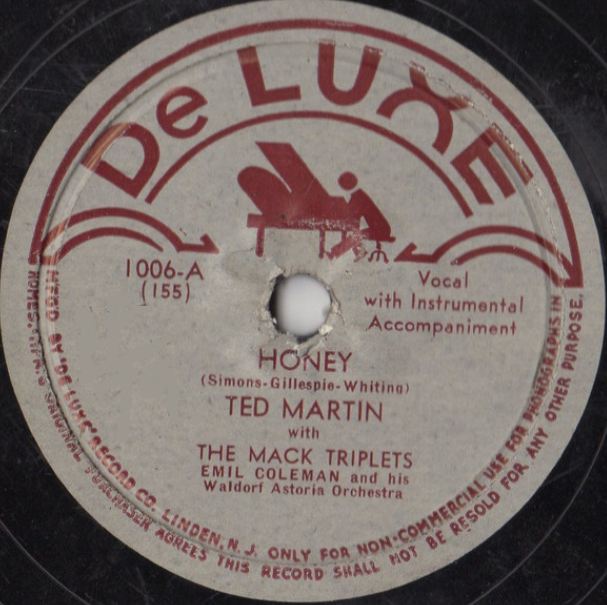 De LUXE
1006-A
(155)
Vocal
with Instrumental
Accompaniment
HONEY
(Simons-Gillespie-Whiting)
TED MARTIN
with
THE MACK TRIPLETS
EMIL COLEMAN and his
Waldorf Astoria Orchestra
MFGD. BY DE LUXE RECORD CO. LINDEN, N. J. ONLY FOR NON-COMMERCIAL USE FOR PHONOGRAPHS IN
HOMES. ORIGINAL PURCHASER AGREES THIS RECORD SHALL NOT BE RESOLD FOR ANY OTHER PURPOSE.